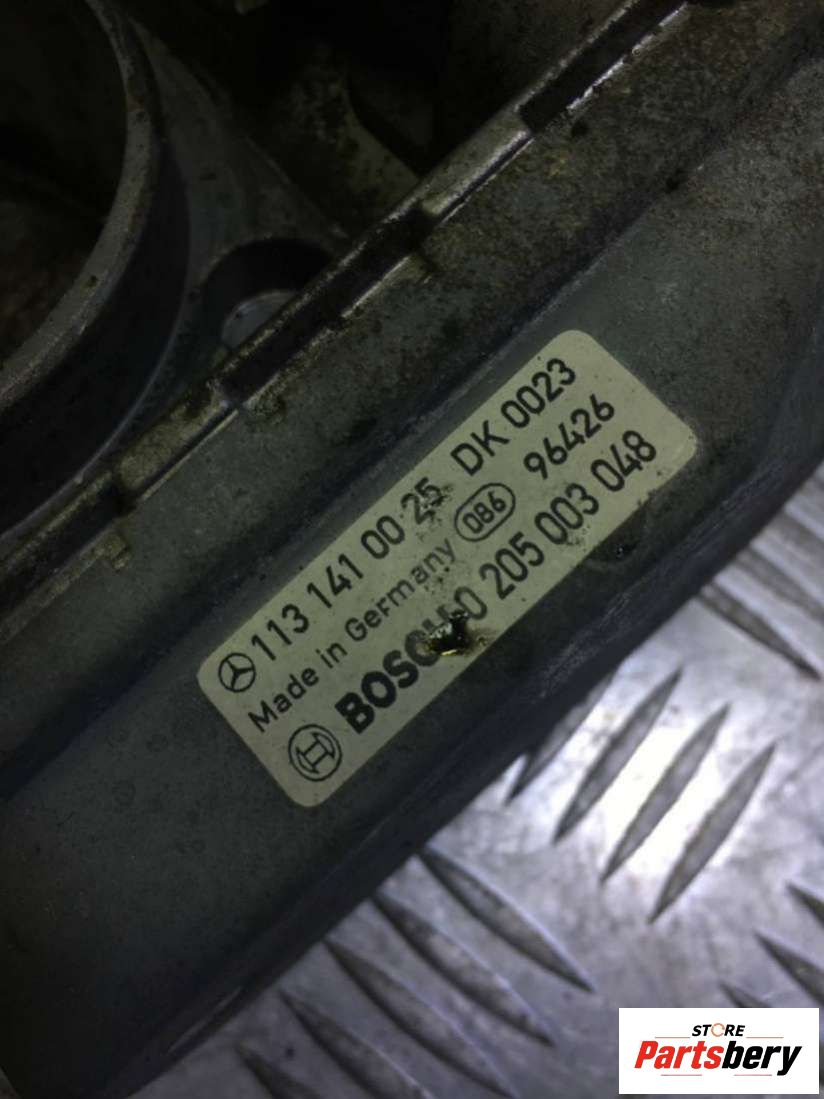 113 141 00 25 DK 0023
Made in Germany 086 96426
BOSCH 0 205 003 048
STORE
Partsbery